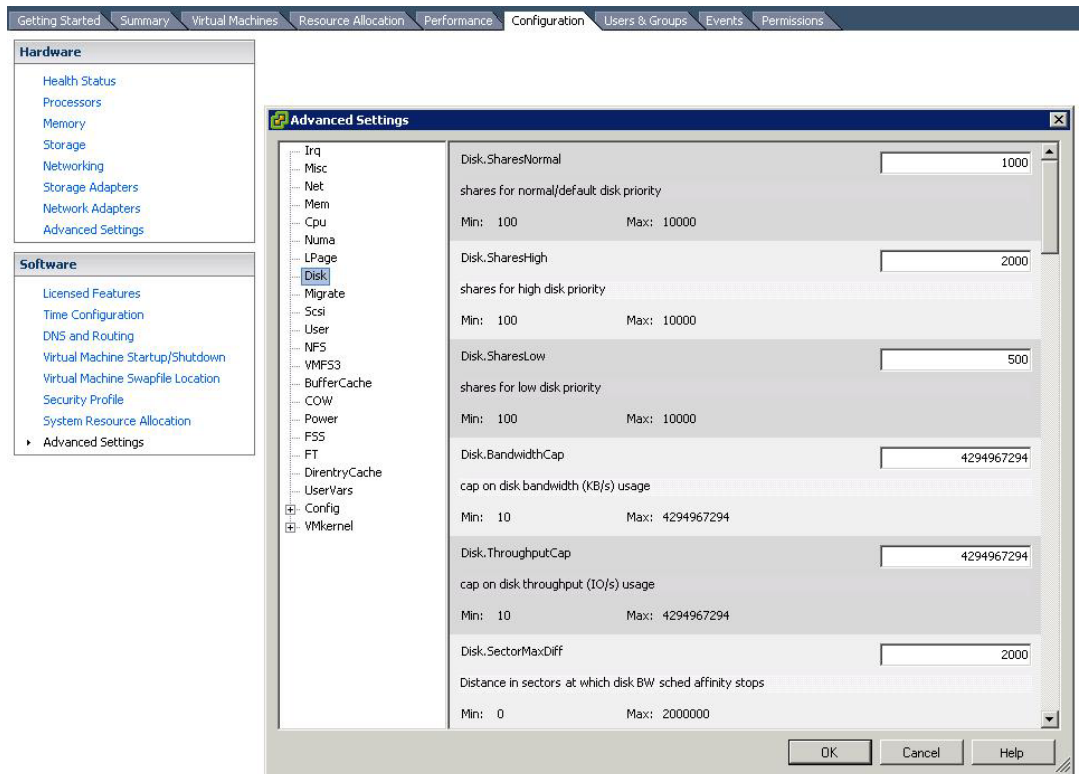 Getting Started Summary Virtual Machines Resource Allocation Performance Configuration Users & Groups Events Permissions
Hardware
Health Status
Processors
Memory
Storage
Networking
Storage Adapters
Network Adapters
Advanced Settings
Software
Licensed Features
Time Configuration
DNS and Routing
Virtual Machine Startup/Shutdown
Virtual Machine Swapfile Location
Security Profile
System Resource Allocation
Advanced Settings
Advanced Settings
Irq
Misc
Net
Mem
Cpu
Numa
LPage
Disk
Migrate
Scsi
User
NFS
VMFS3
BufferCache
COW
Power
FSS
FT
DirentryCache
UserVars
Config
VMkernel
Disk.SharesNormal 1000
shares for normal/default disk priority
Min: 100 Max: 10000
Disk.SharesHigh 2000
shares for high disk priority
Min: 100 Max: 10000
Disk.SharesLow 500
shares for low disk priority
Min: 100 Max: 10000
Disk.BandwidthCap 4294967294
cap on disk bandwidth (KB/s) usage
Min: 10 Max: 4294967294
Disk.ThroughputCap 4294967294
cap on disk throughput (IO/s) usage
Min: 10 Max: 4294967294
Disk.SectorMaxDiff 2000
Distance in sectors at which disk BW sched affinity stops
Min: 0 Max: 2000000
OK Cancel Help